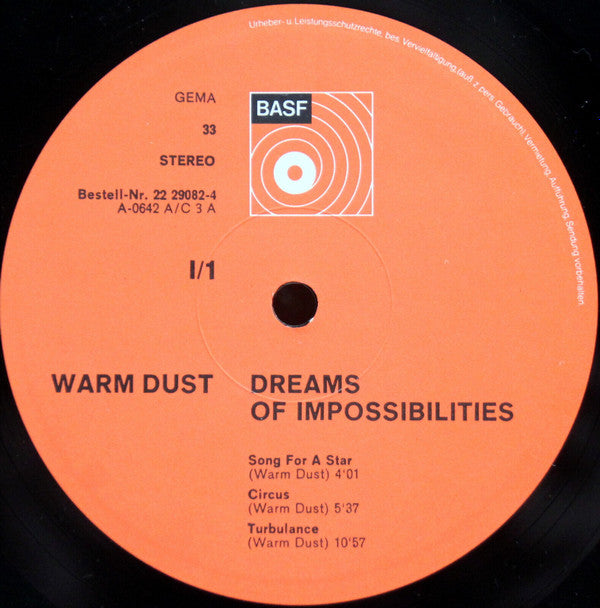 Urheber- u. Leistungsschutzrechte, bes. Vervielfältigung (auß. z. pers. Gebrauch), Vermietung, Aufführung, Sendung vorbehalten.
GEMA
BASF
33
STEREO
Bestell-Nr. 22 29082-4
A-0642 A/C 3 A
I/1
WARM DUST
DREAMS
OF IMPOSSIBILITIES
Song For A Star
(Warm Dust) 4'01
Circus
(Warm Dust) 5'37
Turbulance
(Warm Dust) 10'57